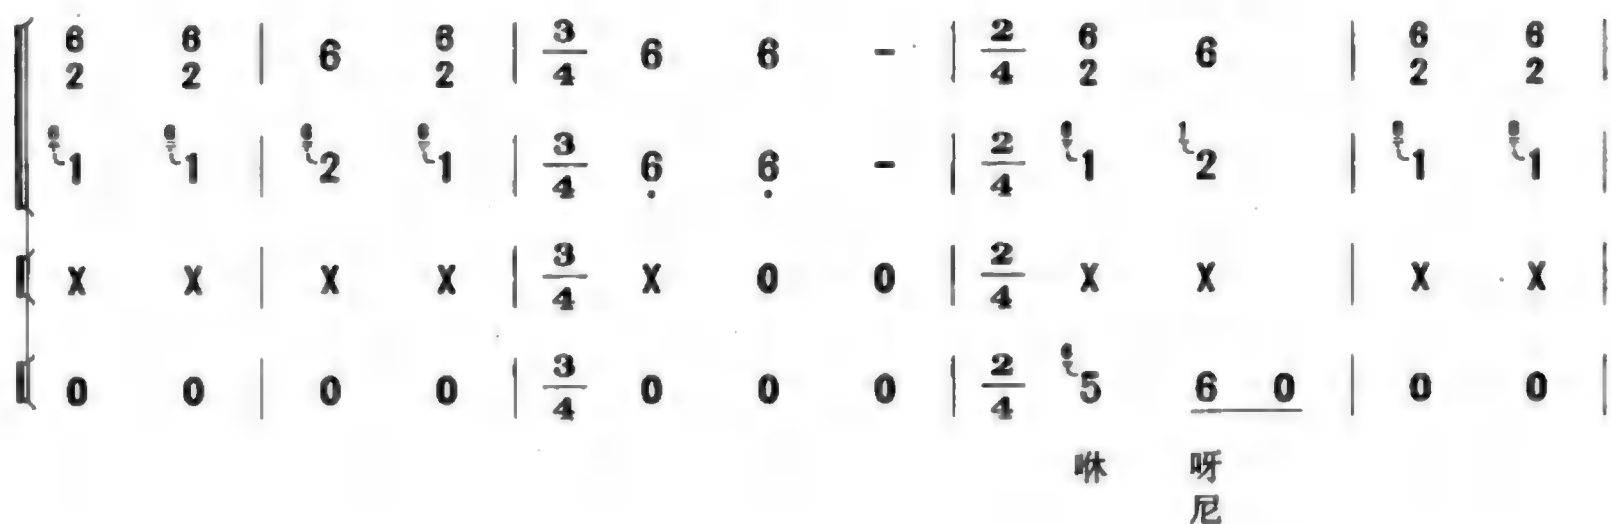 6 6 | 6 6 | 3/4 6 6 - | 2/4 6 6 | 6 6 |
2 2 2 2 2 2
1 1 | 2 1 | 3/4 6̣ 6̣ - | 2/4 1 ¹2 | 1 1 |
X X | X X | 3/4 X 0 0 | 2/4 X X | X X |
0 0 | 0 0 | 3/4 0 0 0 | 2/4 5 6 0 | 0 0 |
咻 呀
尼